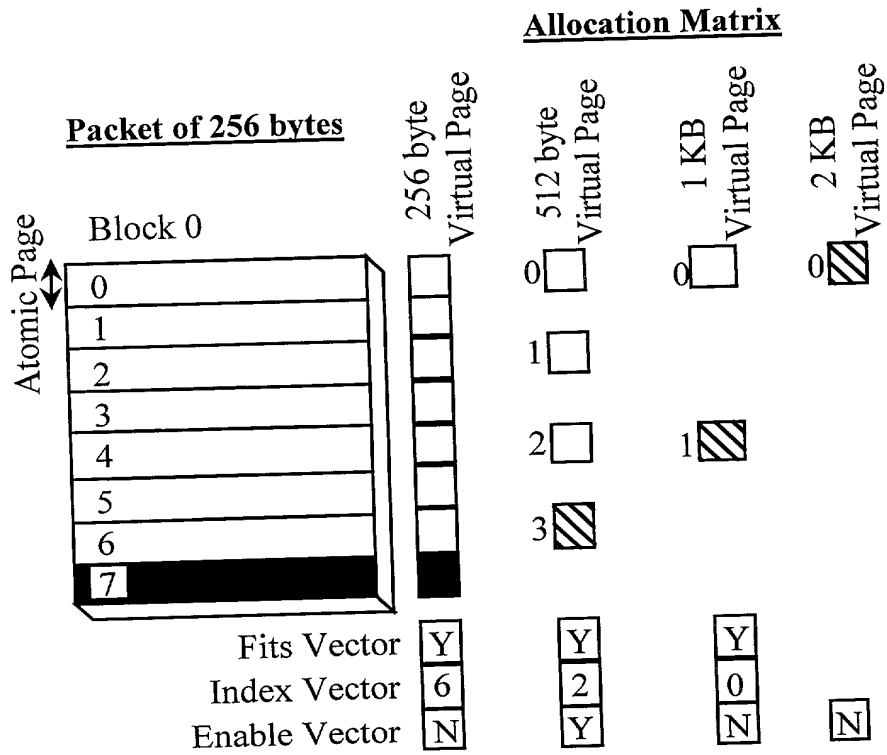 Allocation Matrix
Packet of 256 bytes
256 byte
Virtual Page
512 byte
Virtual Page
1 KB
Virtual Page
2 KB
Virtual Page
Block 0
Atomic Page
0 0 0 0
1
1
2
3
2 1
4
5
3
6
7
Fits Vector Y Y Y
Index Vector 6 2 0
Enable Vector N Y N N